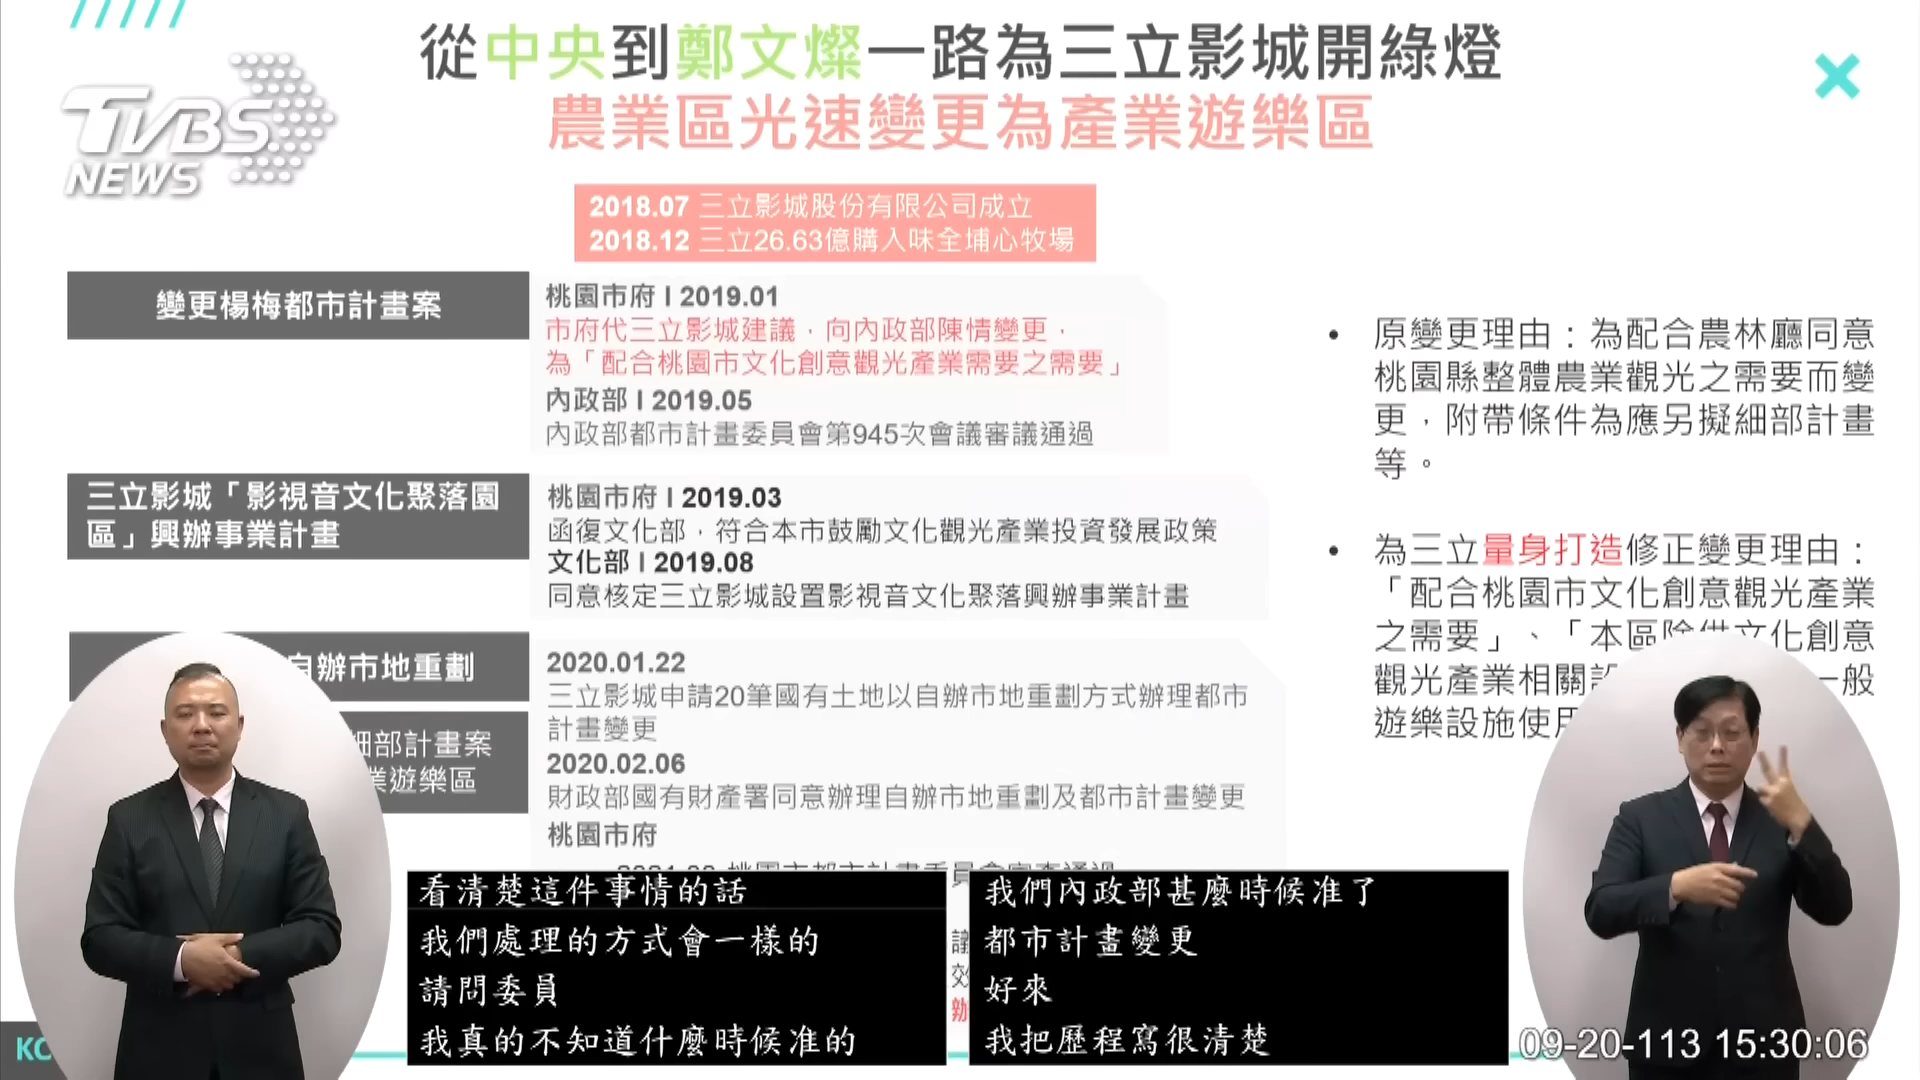 從中央到鄭文燦一路為三立影城開綠燈
農業區光速變更為產業遊樂區
TVBS
NEWS
2018.07 三立影城股份有限公司成立
2018.12 三立26.63億購入味全埔心牧場
變更楊梅都市計畫案
桃園市府 | 2019.01
市府代三立影城建議，向內政部陳情變更，
為「配合桃園市文化創意觀光產業需要之需要」
內政部 | 2019.05
內政部都市計畫委員會第945次會議審議通過
三立影城「影視音文化聚落園
區」興辦事業計畫
桃園市府 | 2019.03
函復文化部，符合本市鼓勵文化觀光產業投資發展政策
文化部 | 2019.08
同意核定三立影城設置影視音文化聚落興辦事業計畫
自辦市地重劃
細部計畫案
業遊樂區
2020.01.22
三立影城申請20筆國有土地以自辦市地重劃方式辦理都市
計畫變更
2020.02.06
財政部國有財產署同意辦理自辦市地重劃及都市計畫變更
桃園市府
• 原變更理由：為配合農林廳同意
桃園縣整體農業觀光之需要而變
更，附帶條件為應另擬細部計畫
等。
• 為三立量身打造修正變更理由：
「配合桃園市文化創意觀光產業
之需要」、「本區除供文化創意
觀光產業相關設 一般
遊樂設施使用
看清楚這件事情的話
我們處理的方式會一樣的
請問委員
我真的不知道什麼時候准的
我們內政部甚麼時候准了
都市計畫變更
好來
我把歷程寫很清楚
KC
09-20-113 15:30:06